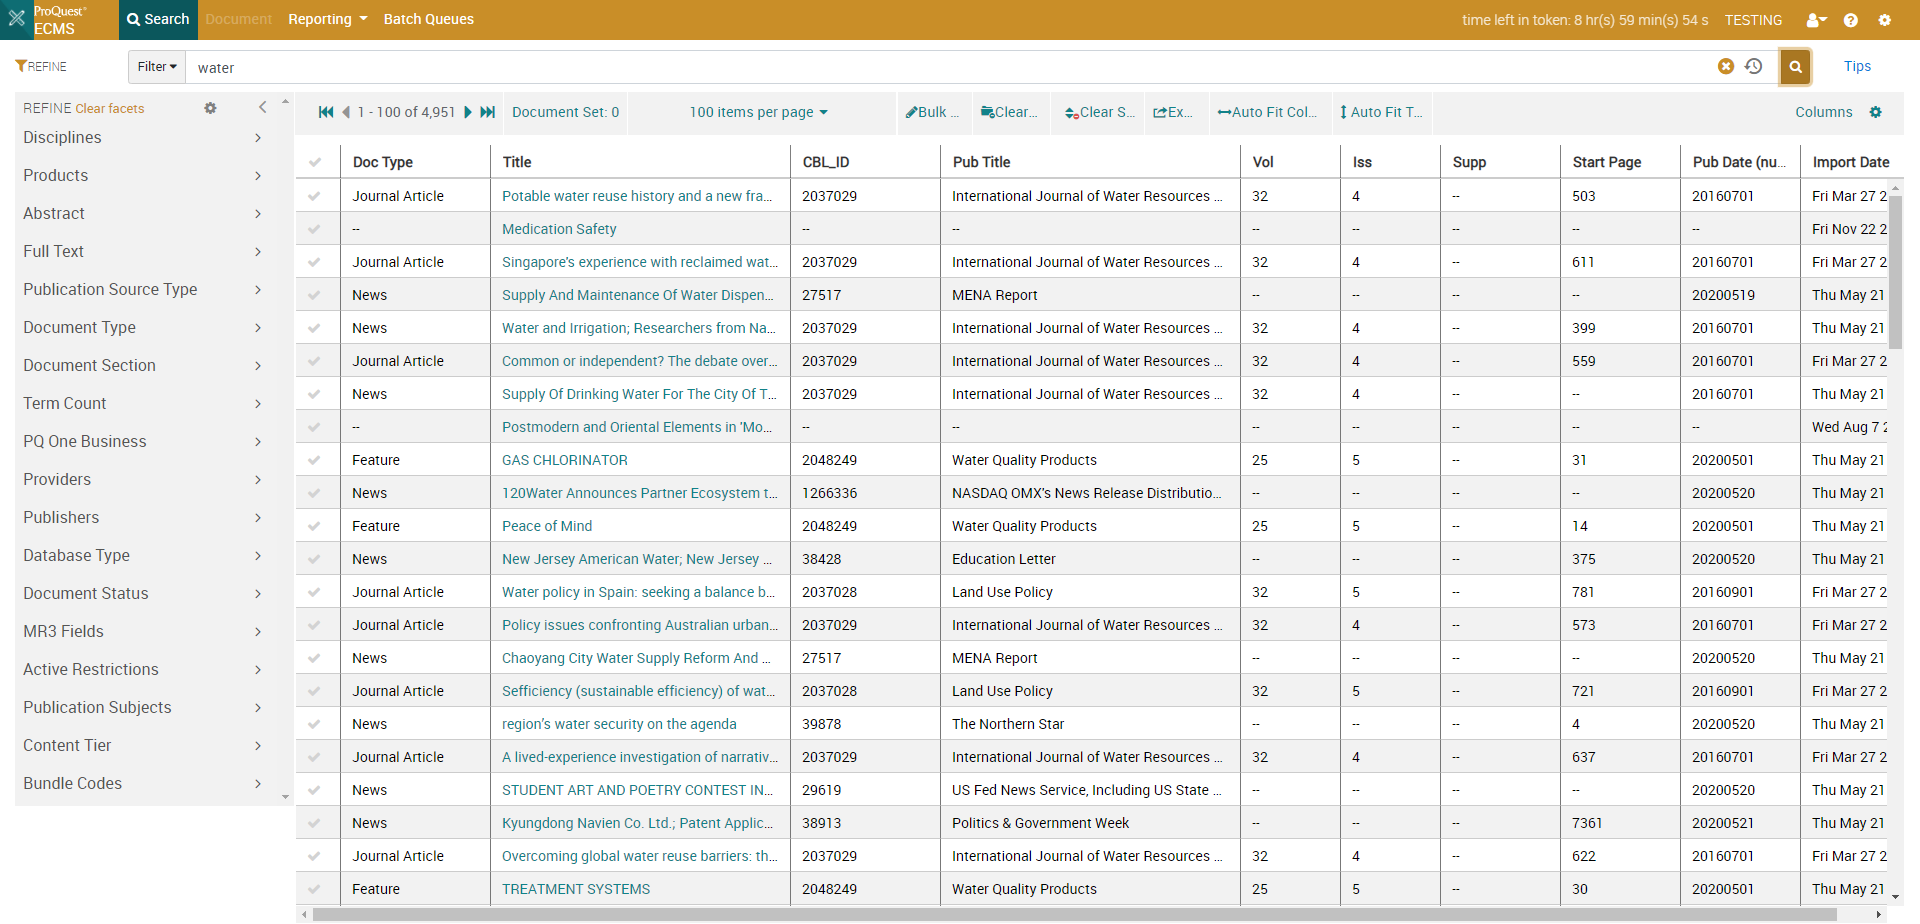 ProQuest® ECMS Search Document Reporting Batch Queues time left in token: 8 hr(s) 59 min(s) 54 s TESTING
REFINE Filter water Tips
REFINE Clear facets
Disciplines
Products
Abstract
Full Text
Publication Source Type
Document Type
Document Section
Term Count
PQ One Business
Providers
Publishers
Database Type
Document Status
MR3 Fields
Active Restrictions
Publication Subjects
Content Tier
Bundle Codes
1 - 100 of 4,951 Document Set: 0 100 items per page Bulk ... Clear... Clear S... Ex... Auto Fit Col... Auto Fit T... Columns
Doc Type Title CBL_ID Pub Title Vol Iss Supp Start Page Pub Date (nu... Import Date
Journal Article Potable water reuse history and a new fra... 2037029 International Journal of Water Resources ... 32 4 -- 503 20160701 Fri Mar 27 2
-- Medication Safety -- -- -- -- -- -- -- Fri Nov 22 2
Journal Article Singapore's experience with reclaimed wat... 2037029 International Journal of Water Resources ... 32 4 -- 611 20160701 Fri Mar 27 2
News Supply And Maintenance Of Water Dispen... 27517 MENA Report -- -- -- -- 20200519 Thu May 21
News Water and Irrigation; Researchers from Na... 2037029 International Journal of Water Resources ... 32 4 -- 399 20160701 Thu May 21
Journal Article Common or independent? The debate over... 2037029 International Journal of Water Resources ... 32 4 -- 559 20160701 Fri Mar 27 2
News Supply Of Drinking Water For The City Of T... 2037029 International Journal of Water Resources ... 32 4 -- -- 20160701 Thu May 21
-- Postmodern and Oriental Elements in 'Mo... -- -- -- -- -- -- -- Wed Aug 7 2
Feature GAS CHLORINATOR 2048249 Water Quality Products 25 5 -- 31 20200501 Thu May 21
News 120Water Announces Partner Ecosystem t... 1266336 NASDAQ OMX's News Release Distributio... -- -- -- -- 20200520 Thu May 21
Feature Peace of Mind 2048249 Water Quality Products 25 5 -- 14 20200501 Thu May 21
News New Jersey American Water; New Jersey ... 38428 Education Letter -- -- -- 375 20200520 Thu May 21
Journal Article Water policy in Spain: seeking a balance b... 2037028 Land Use Policy 32 5 -- 781 20160901 Fri Mar 27 2
Journal Article Policy issues confronting Australian urban... 2037029 International Journal of Water Resources ... 32 4 -- 573 20160701 Fri Mar 27 2
News Chaoyang City Water Supply Reform And ... 27517 MENA Report -- -- -- -- 20200520 Thu May 21
Journal Article Sefficiency (sustainable efficiency) of wat... 2037028 Land Use Policy 32 5 -- 721 20160901 Fri Mar 27 2
News region's water security on the agenda 39878 The Northern Star -- -- -- 4 20200520 Thu May 21
Journal Article A lived-experience investigation of narrativ... 2037029 International Journal of Water Resources ... 32 4 -- 637 20160701 Fri Mar 27 2
News STUDENT ART AND POETRY CONTEST IN... 29619 US Fed News Service, Including US State ... -- -- -- -- 20200520 Thu May 21
News Kyungdong Navien Co. Ltd.; Patent Applic... 38913 Politics & Government Week -- -- -- 7361 20200521 Thu May 21
Journal Article Overcoming global water reuse barriers: th... 2037029 International Journal of Water Resources ... 32 4 -- 622 20160701 Fri Mar 27 2
Feature TREATMENT SYSTEMS 2048249 Water Quality Products 25 5 -- 30 20200501 Thu May 21